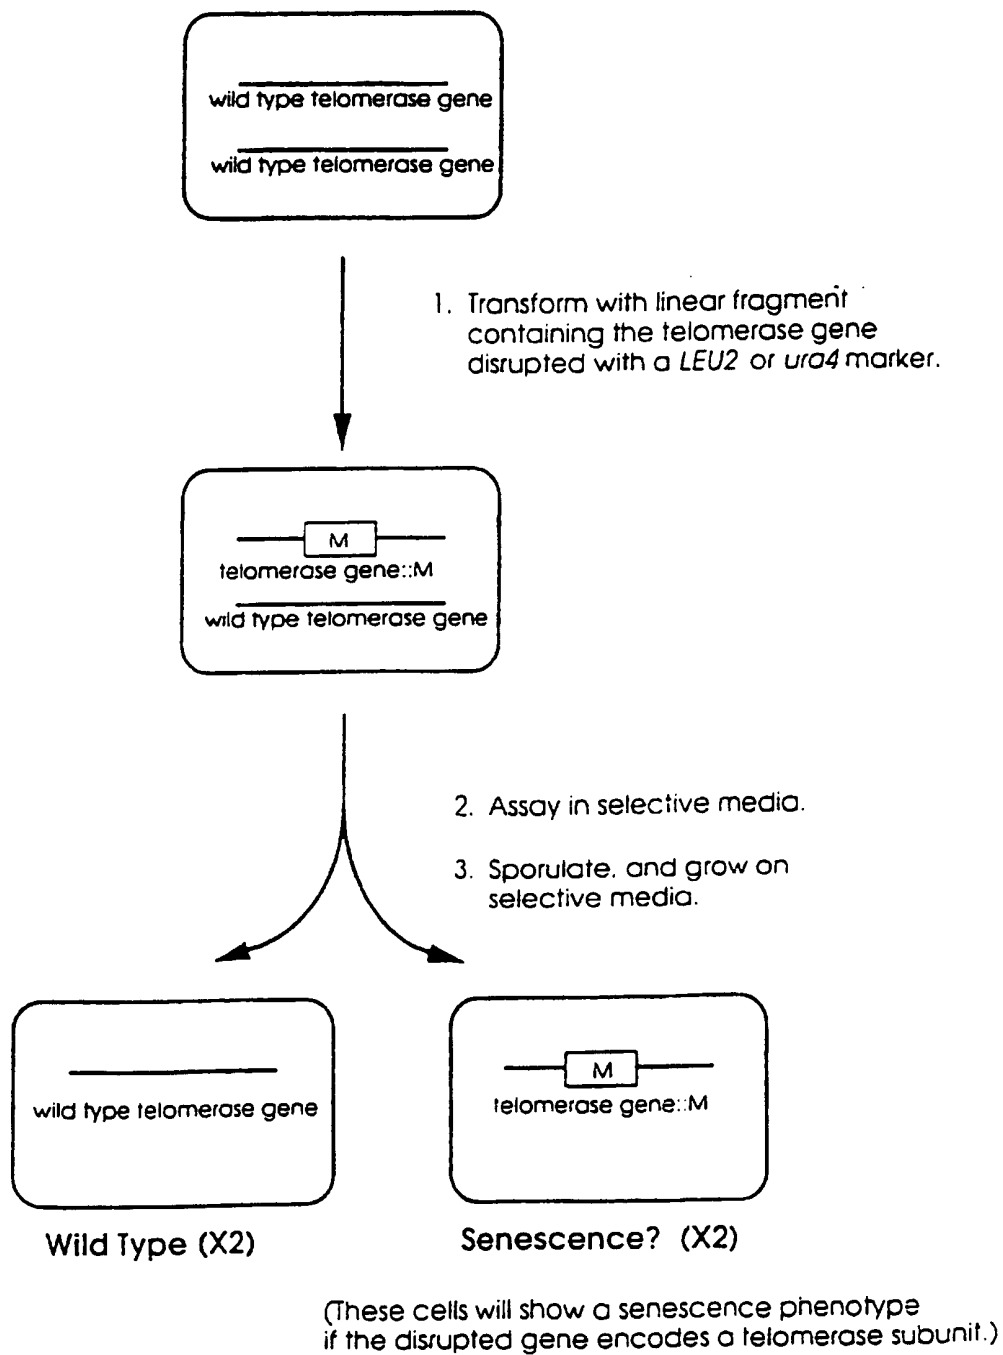 wild type telomerase gene
wild type telomerase gene
1. Transform with linear fragment
containing the telomerase gene
disrupted with a LEU2 or ura4 marker.
M
telomerase gene::M
wild type telomerase gene
2. Assay in selective media.
3. Sporulate, and grow on
selective media.
wild type telomerase gene
M
telomerase gene::M
Wild Type (X2)
Senescence? (X2)
(These cells will show a senescence phenotype
if the disrupted gene encodes a telomerase subunit.)